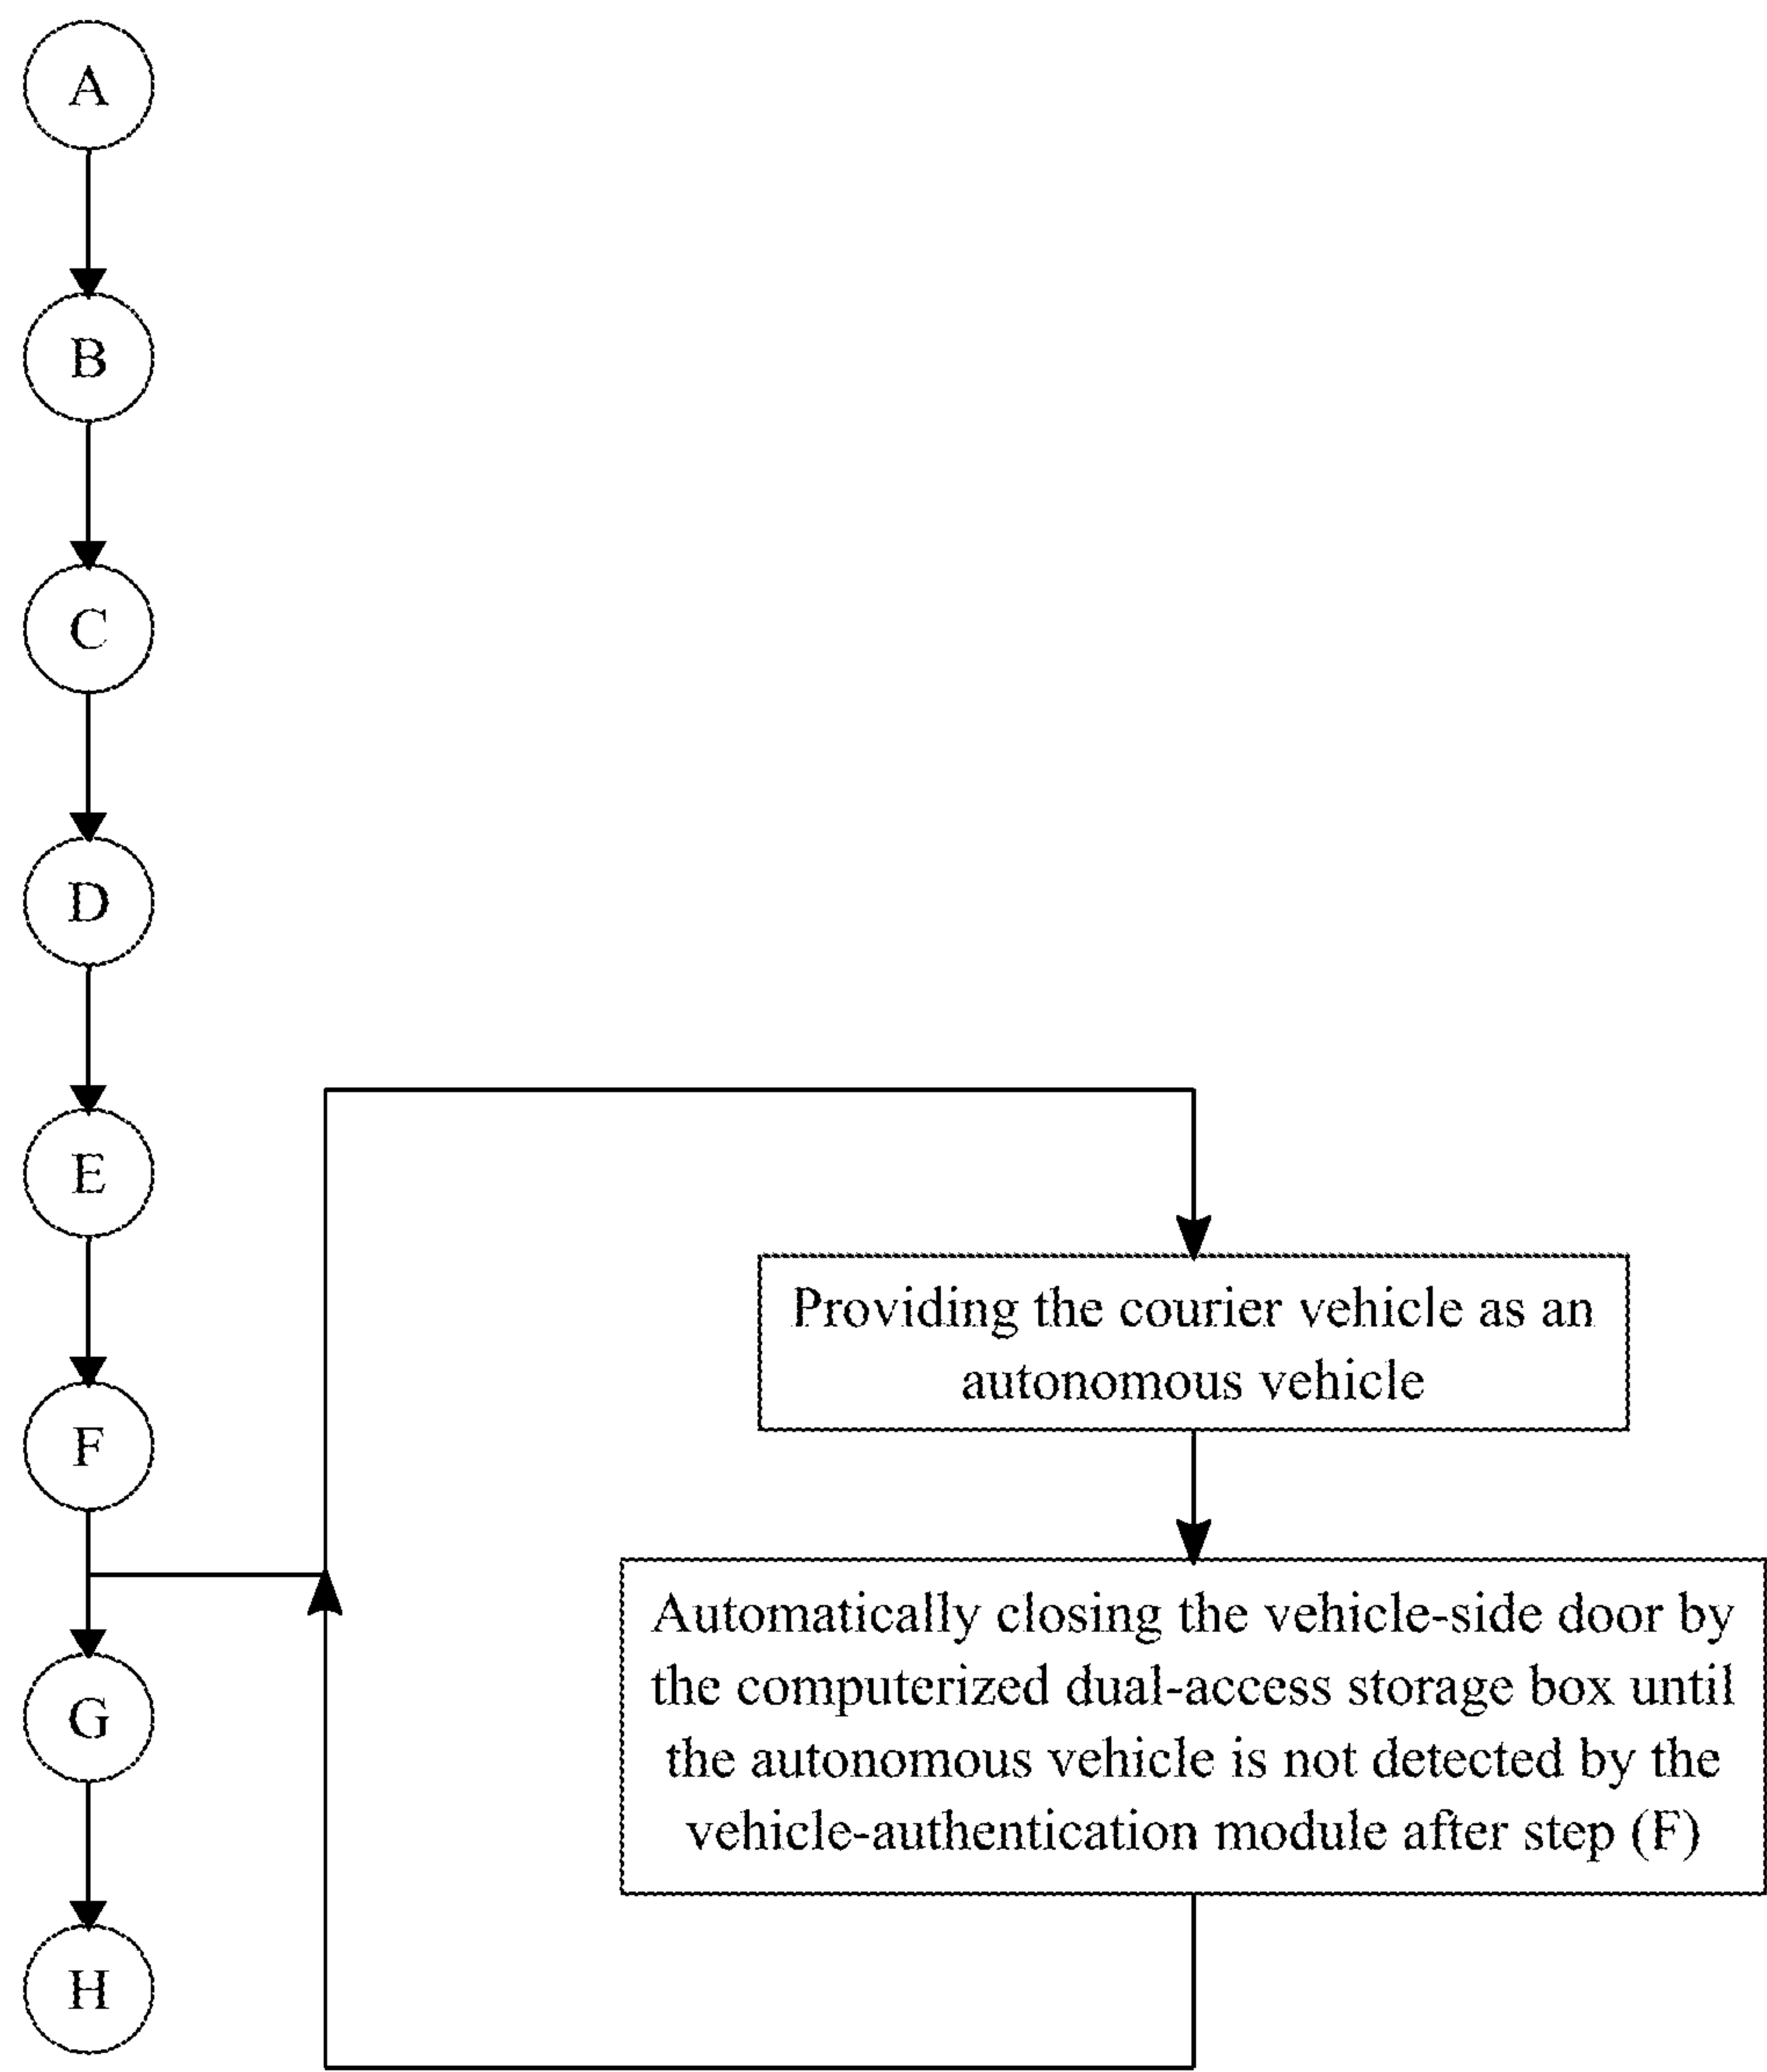 A
B
C
D
E
F
G
H
Providing the courier vehicle as an
autonomous vehicle
Automatically closing the vehicle-side door by
the computerized dual-access storage box until
the autonomous vehicle is not detected by the
vehicle-authentication module after step (F)